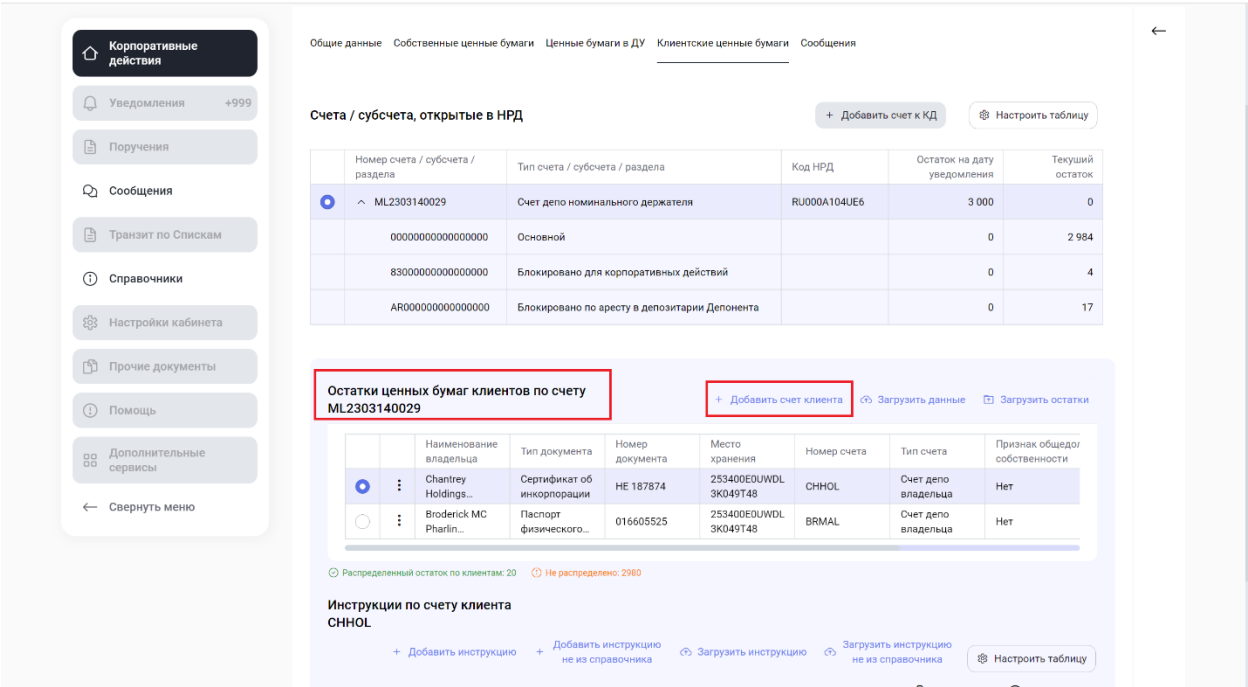 Корпоративные
действия
Уведомления +999
Поручения
Сообщения
Транзит по Спискам
Справочники
Настройки кабинета
Прочие документы
Помощь
Дополнительные
сервисы
Свернуть меню
Общие данные Собственные ценные бумаги Ценные бумаги в ДУ Клиентские ценные бумаги Сообщения
Счета / субсчета, открытые в НРД
+ Добавить счет к КД
Настроить таблицу
Номер счета / субсчета /
раздела
Тип счета / субсчета / раздела
Код НРД
Остаток на дату
уведомления
Текуший
остаток
ML2303140029 Счет депо номинального держателя RU000A104UE6 3 000 0
00000000000000000 Основной 0 2 984
83000000000000000 Блокировано для корпоративных действий 0 4
AR000000000000000 Блокировано по аресту в депозитарии Депонента 0 17
Остатки ценных бумаг клиентов по счету
ML2303140029
+ Добавить счет клиента
Загрузить данные
Загрузить остатки
Наименование
владельца
Тип документа
Номер
документа
Место
хранения
Номер счета
Тип счета
Признак общедол
собственности
Chantrey
Holdings...
Сертификат об
инкорпорации
HE 187874
253400E0UWDL
3K049T48
CHHOL
Счет депо
владельца
Нет
Broderick MC
Pharlin...
Паспорт
физического...
016605525
253400E0UWDL
3K049T48
BRMAL
Счет депо
владельца
Нет
Распределенный остаток по клиентам: 20 Не распределено: 2980
Инструкции по счету клиента
CHHOL
+ Добавить инструкцию
+ Добавить инструкцию
не из справочника
Загрузить инструкцию
Загрузить инструкцию
не из справочника
Настроить таблицу